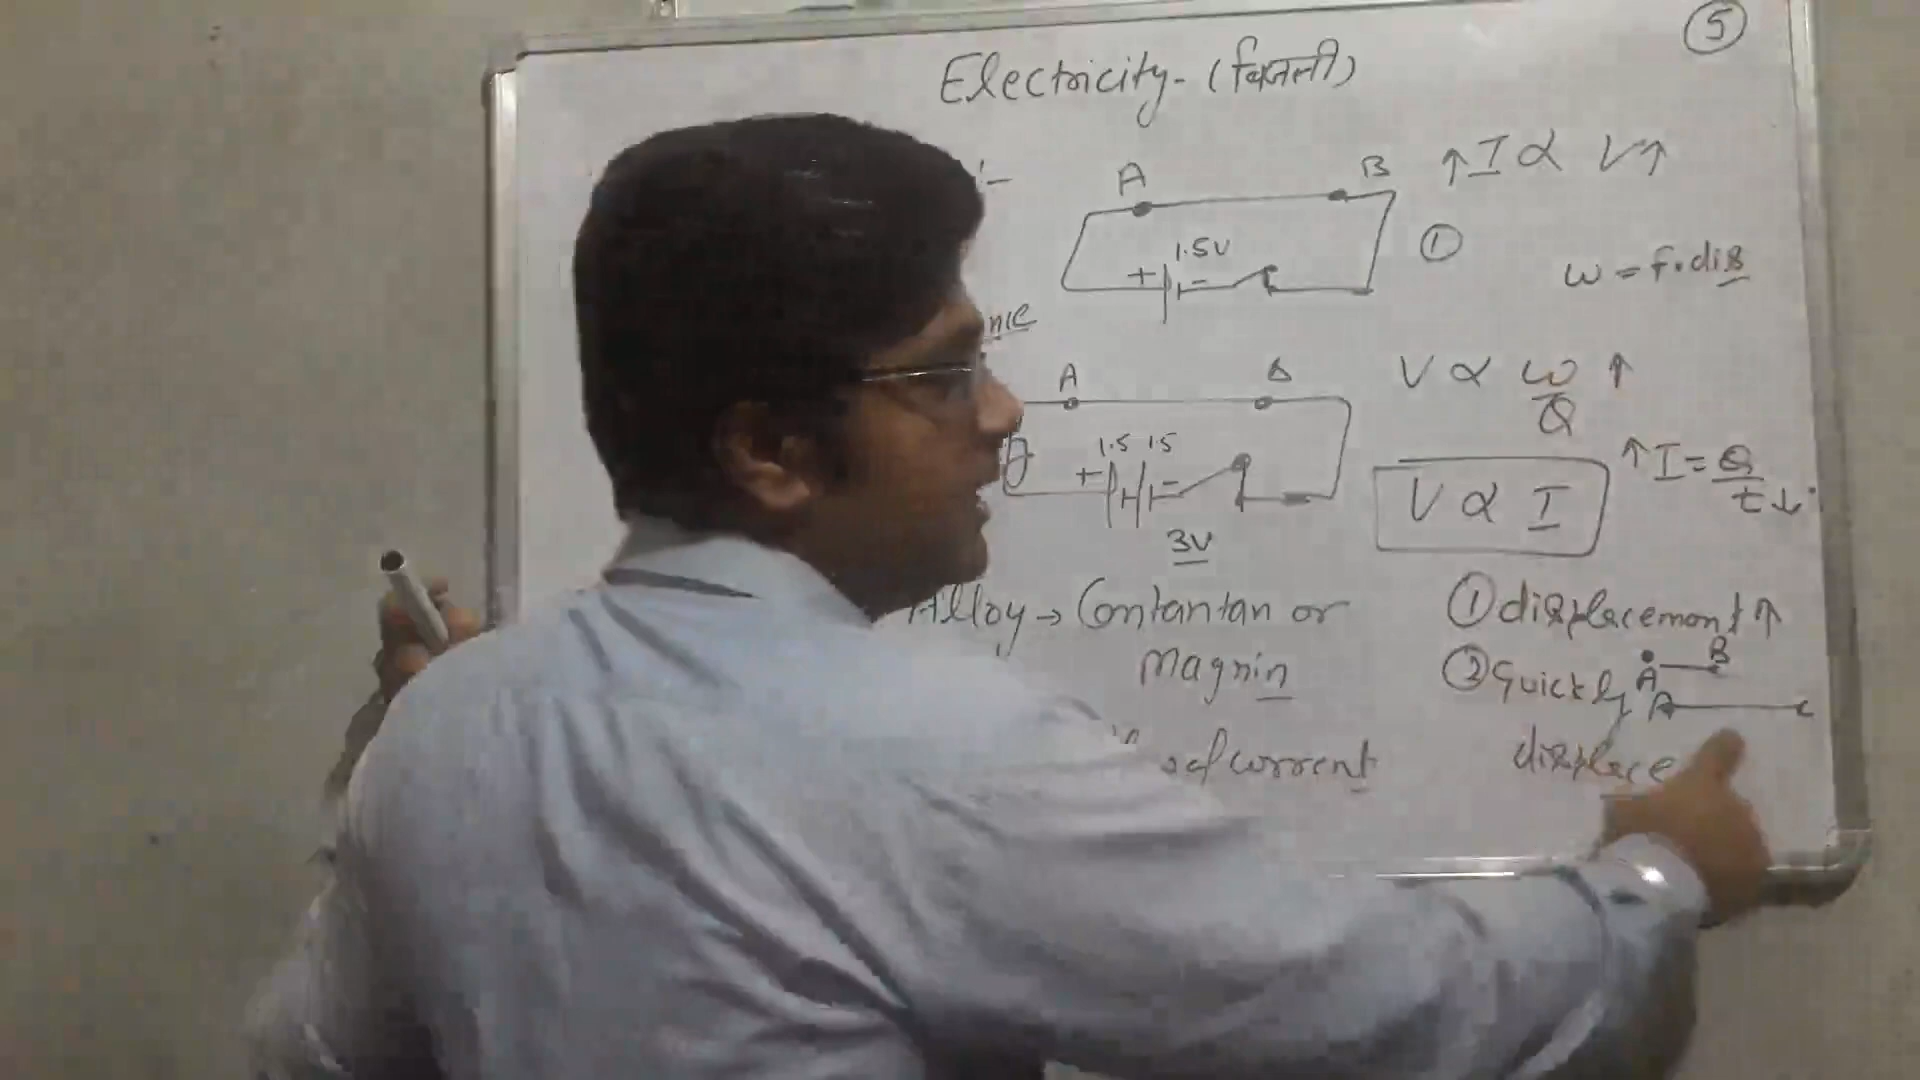 5
Electricity - (बिजली)
A B ↑ I ∝ V↑
1.5V
+ -
①
W = f.dis
A B
1.5 1.5
+ -
3V
V ∝ W/Q ↑
↑ I = Q/t ↓
V ∝ I
Alloy → Contantan or
Magnin
of current
① displacement ↑
② Quickly
A B
A C
displace